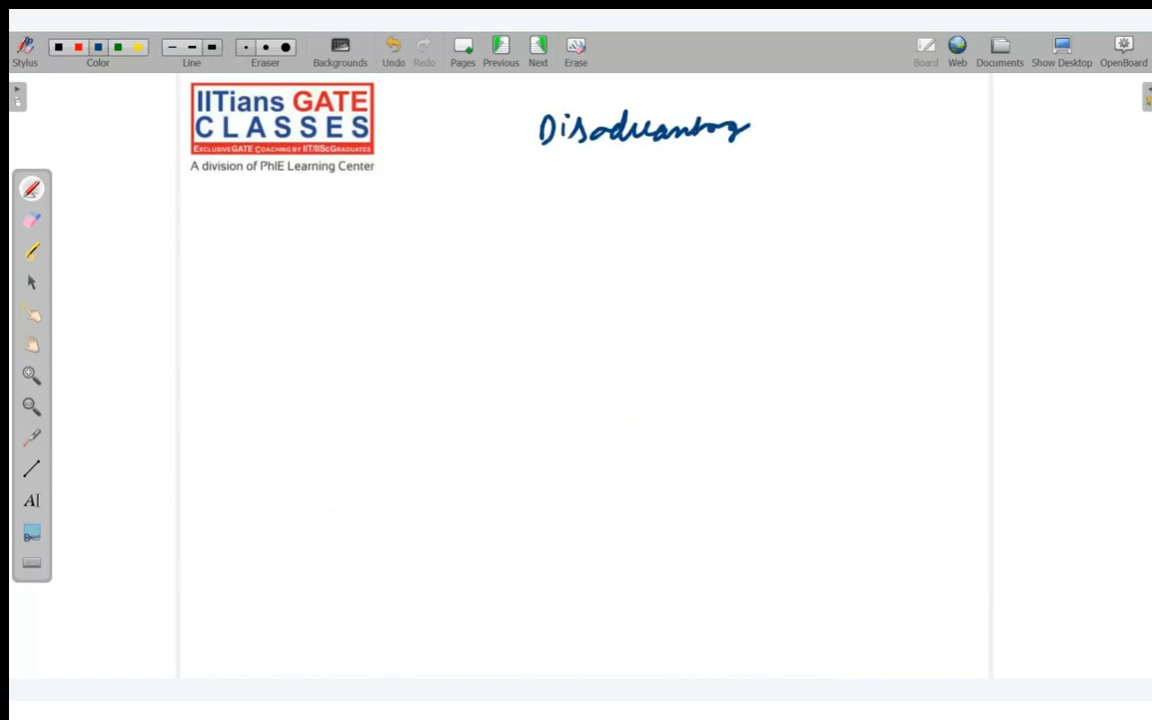 Stylus
Color
Line
Eraser
Backgrounds
Undo
Redo
Pages
Previous
Next
Erase
Board
Web
Documents
Show Desktop
OpenBoard
IITians GATE
CLASSES
EXCLUSIVE GATE COACHING BY IIT/IISC GRADUATES
A division of PhIE Learning Center
Disadvantag
AI